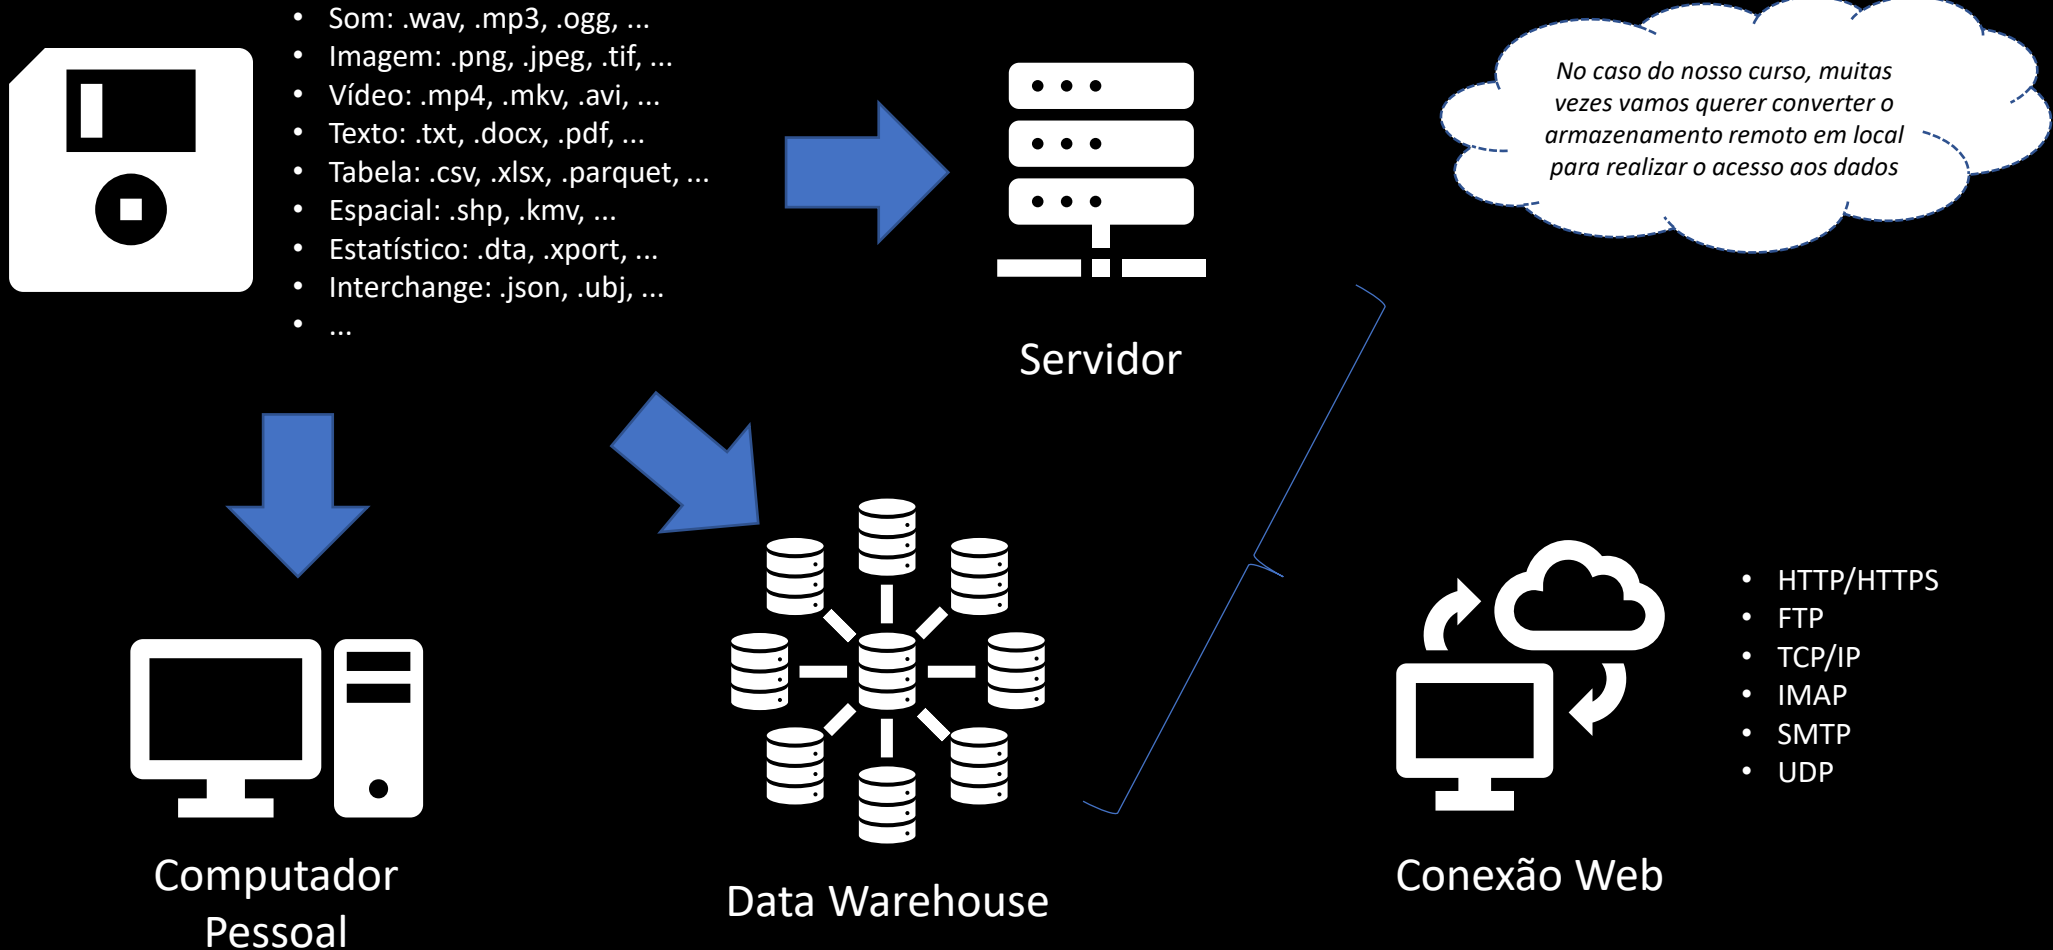 • Som: .wav, .mp3, .ogg, ...
• Imagem: .png, .jpeg, .tif, ...
• Vídeo: .mp4, .mkv, .avi, ...
• Texto: .txt, .docx, .pdf, ...
• Tabela: .csv, .xlsx, .parquet, ...
• Espacial: .shp, .kmv, ...
• Estatístico: .dta, .xport, ...
• Interchange: .json, .ubj, ...
• ...
Servidor
No caso do nosso curso, muitas
vezes vamos querer converter o
armazenamento remoto em local
para realizar o acesso aos dados
Computador
Pessoal
Data Warehouse
Conexão Web
• HTTP/HTTPS
• FTP
• TCP/IP
• IMAP
• SMTP
• UDP